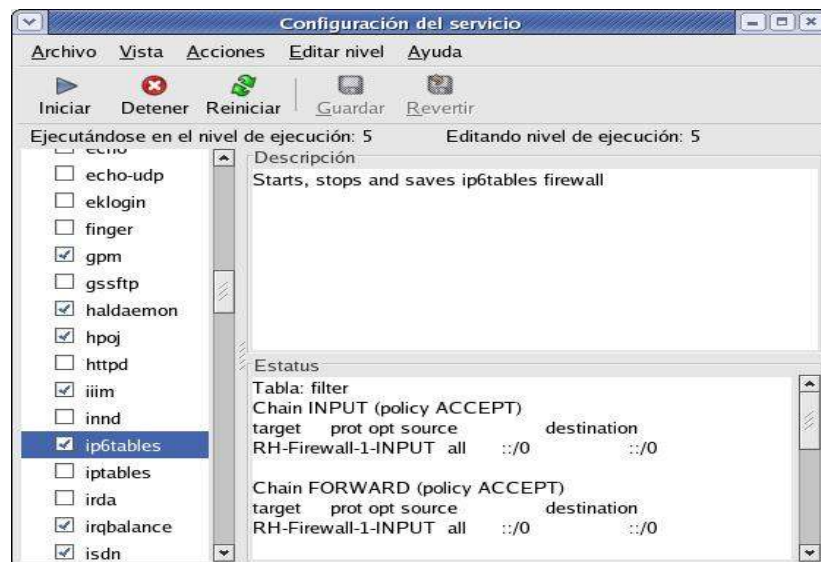 Configuración del servicio
Archivo Vista Acciones Editar nivel Ayuda
Iniciar Detener Reiniciar Guardar Revertir
Ejecutándose en el nivel de ejecución: 5 Editando nivel de ejecución: 5
echo
echo-udp
eklogin
finger
gpm
gssftp
haldaemon
hpoj
httpd
iiim
innd
ip6tables
iptables
irda
irqbalance
isdn
Descripción
Starts, stops and saves ip6tables firewall
Estatus
Tabla: filter
Chain INPUT (policy ACCEPT)
target prot opt source destination
RH-Firewall-1-INPUT all ::/0 ::/0
Chain FORWARD (policy ACCEPT)
target prot opt source destination
RH-Firewall-1-INPUT all ::/0 ::/0